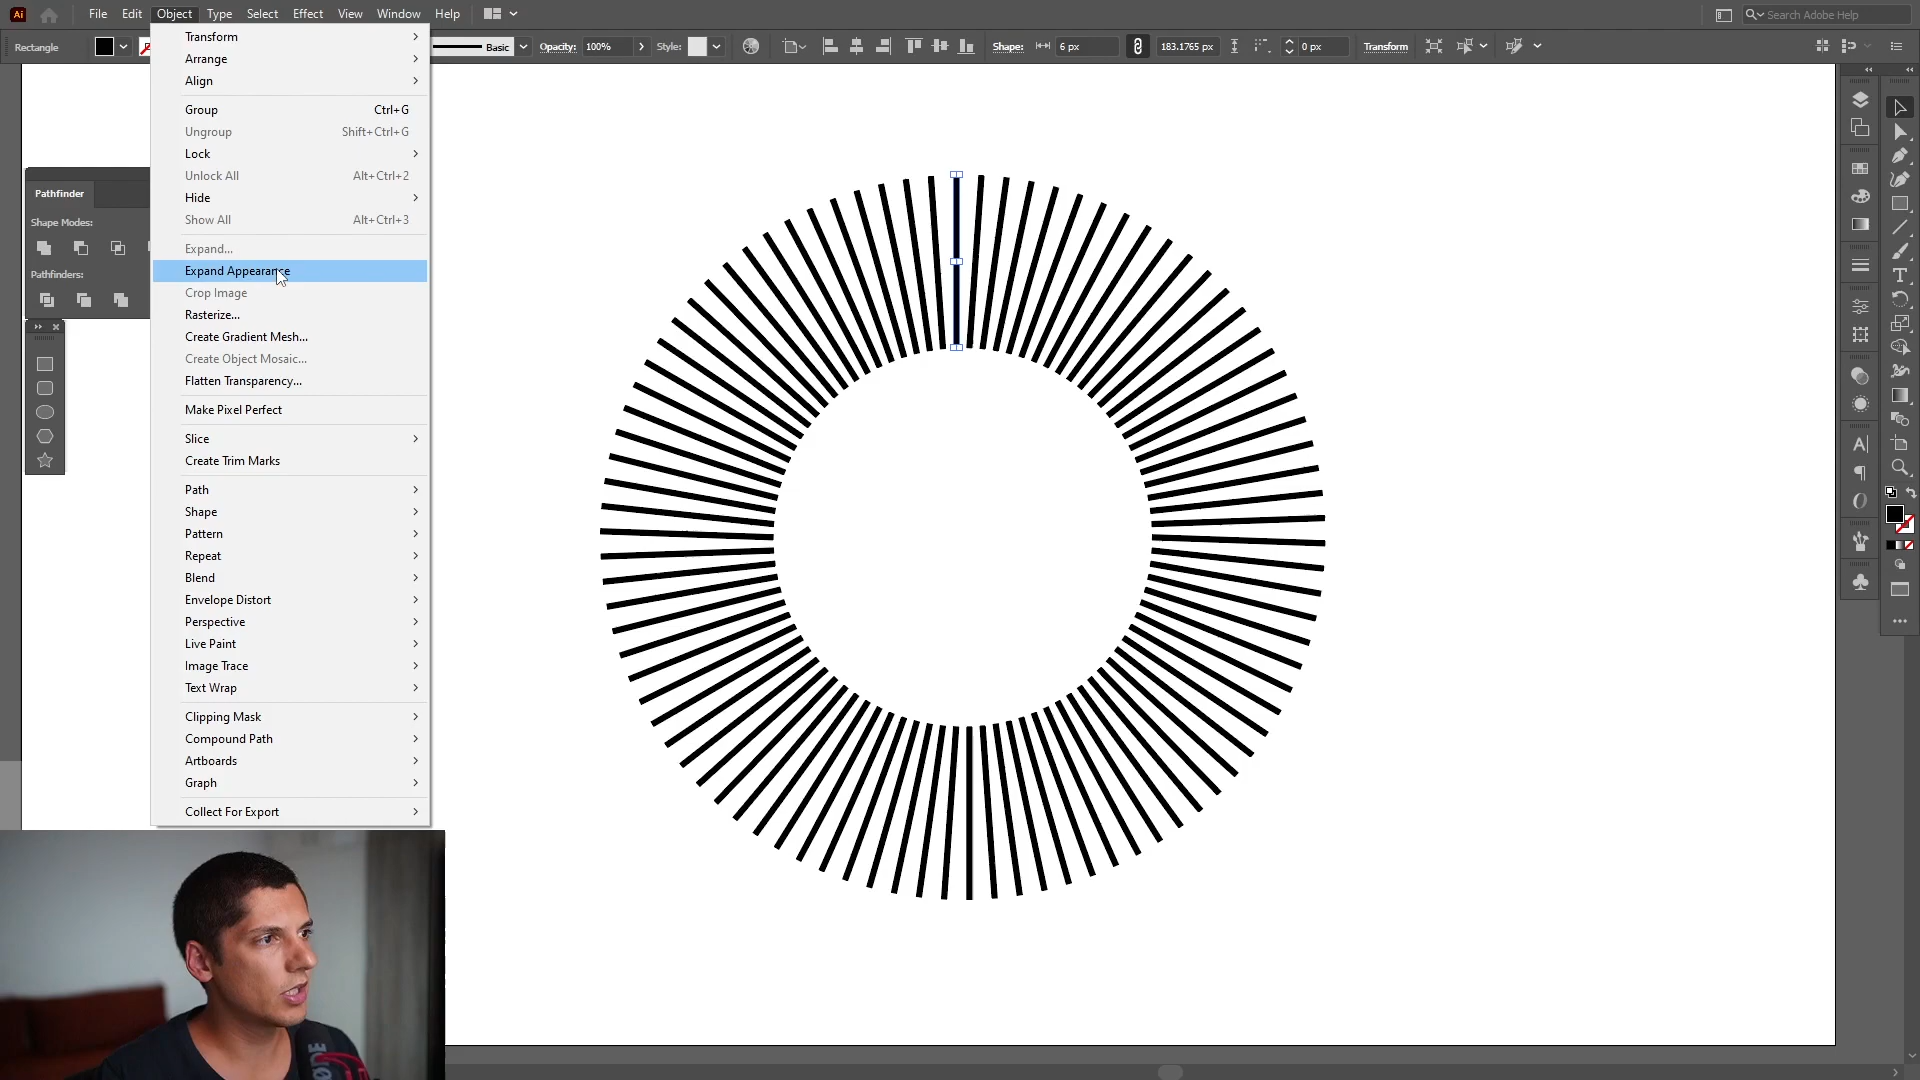 Ai
File Edit Object Type Select Effect View Window Help
Search Adobe Help
Rectangle
Basic
Opacity: 100%
Style:
Shape: 6 px
183.1765 px
0 px
Transform
Transform
Arrange
Align
Group Ctrl+G
Ungroup Shift+Ctrl+G
Lock
Unlock All Alt+Ctrl+2
Hide
Show All Alt+Ctrl+3
Expand...
Expand Appearance
Crop Image
Rasterize...
Create Gradient Mesh...
Create Object Mosaic...
Flatten Transparency...
Make Pixel Perfect
Slice
Create Trim Marks
Path
Shape
Pattern
Repeat
Blend
Envelope Distort
Perspective
Live Paint
Image Trace
Text Wrap
Clipping Mask
Compound Path
Artboards
Graph
Collect For Export
Pathfinder
Shape Modes:
Pathfinders: